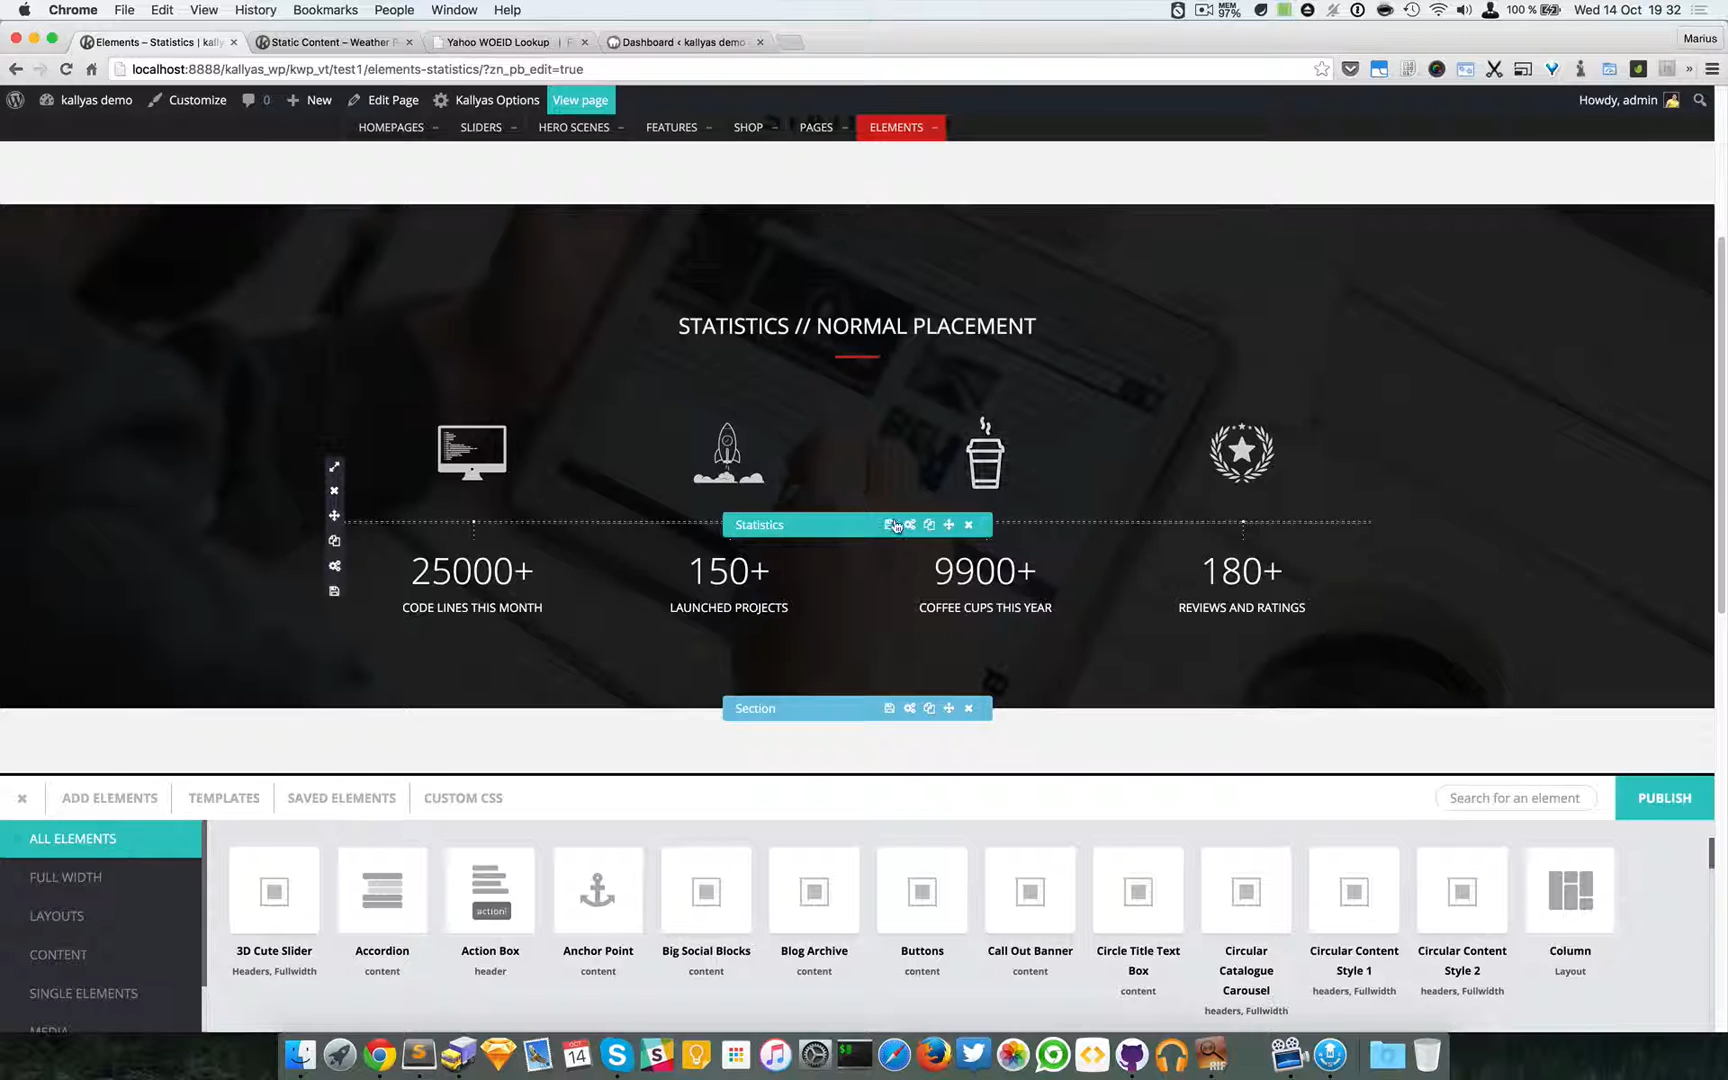 Chrome File Edit View History Bookmarks People Window Help MEM 97% 100 % Wed 14 Oct 19 32
Elements – Statistics | kally Static Content – Weather F Yahoo WOEID Lookup | F Dashboard ‹ kallyas demo Marius
localhost:8888/kallyas_wp/kwp_vt/test1/elements-statistics/?zn_pb_edit=true
kallyas demo Customize 0 New Edit Page Kallyas Options View page Howdy, admin
HOMEPAGES SLIDERS HERO SCENES FEATURES SHOP PAGES ELEMENTS
STATISTICS // NORMAL PLACEMENT
Statistics
25000+ 150+ 9900+ 180+
CODE LINES THIS MONTH LAUNCHED PROJECTS COFFEE CUPS THIS YEAR REVIEWS AND RATINGS
Section
ADD ELEMENTS TEMPLATES SAVED ELEMENTS CUSTOM CSS Search for an element PUBLISH
ALL ELEMENTS
FULL WIDTH
LAYOUTS
CONTENT
SINGLE ELEMENTS
MEDIA
action!
3D Cute Slider Accordion Action Box Anchor Point Big Social Blocks Blog Archive Buttons Call Out Banner Circle Title Text Box Circular Catalogue Carousel Circular Content Style 1 Circular Content Style 2 Column
Headers, Fullwidth content header content content content content content content headers, Fullwidth headers, Fullwidth headers, Fullwidth Layout
14
RIF